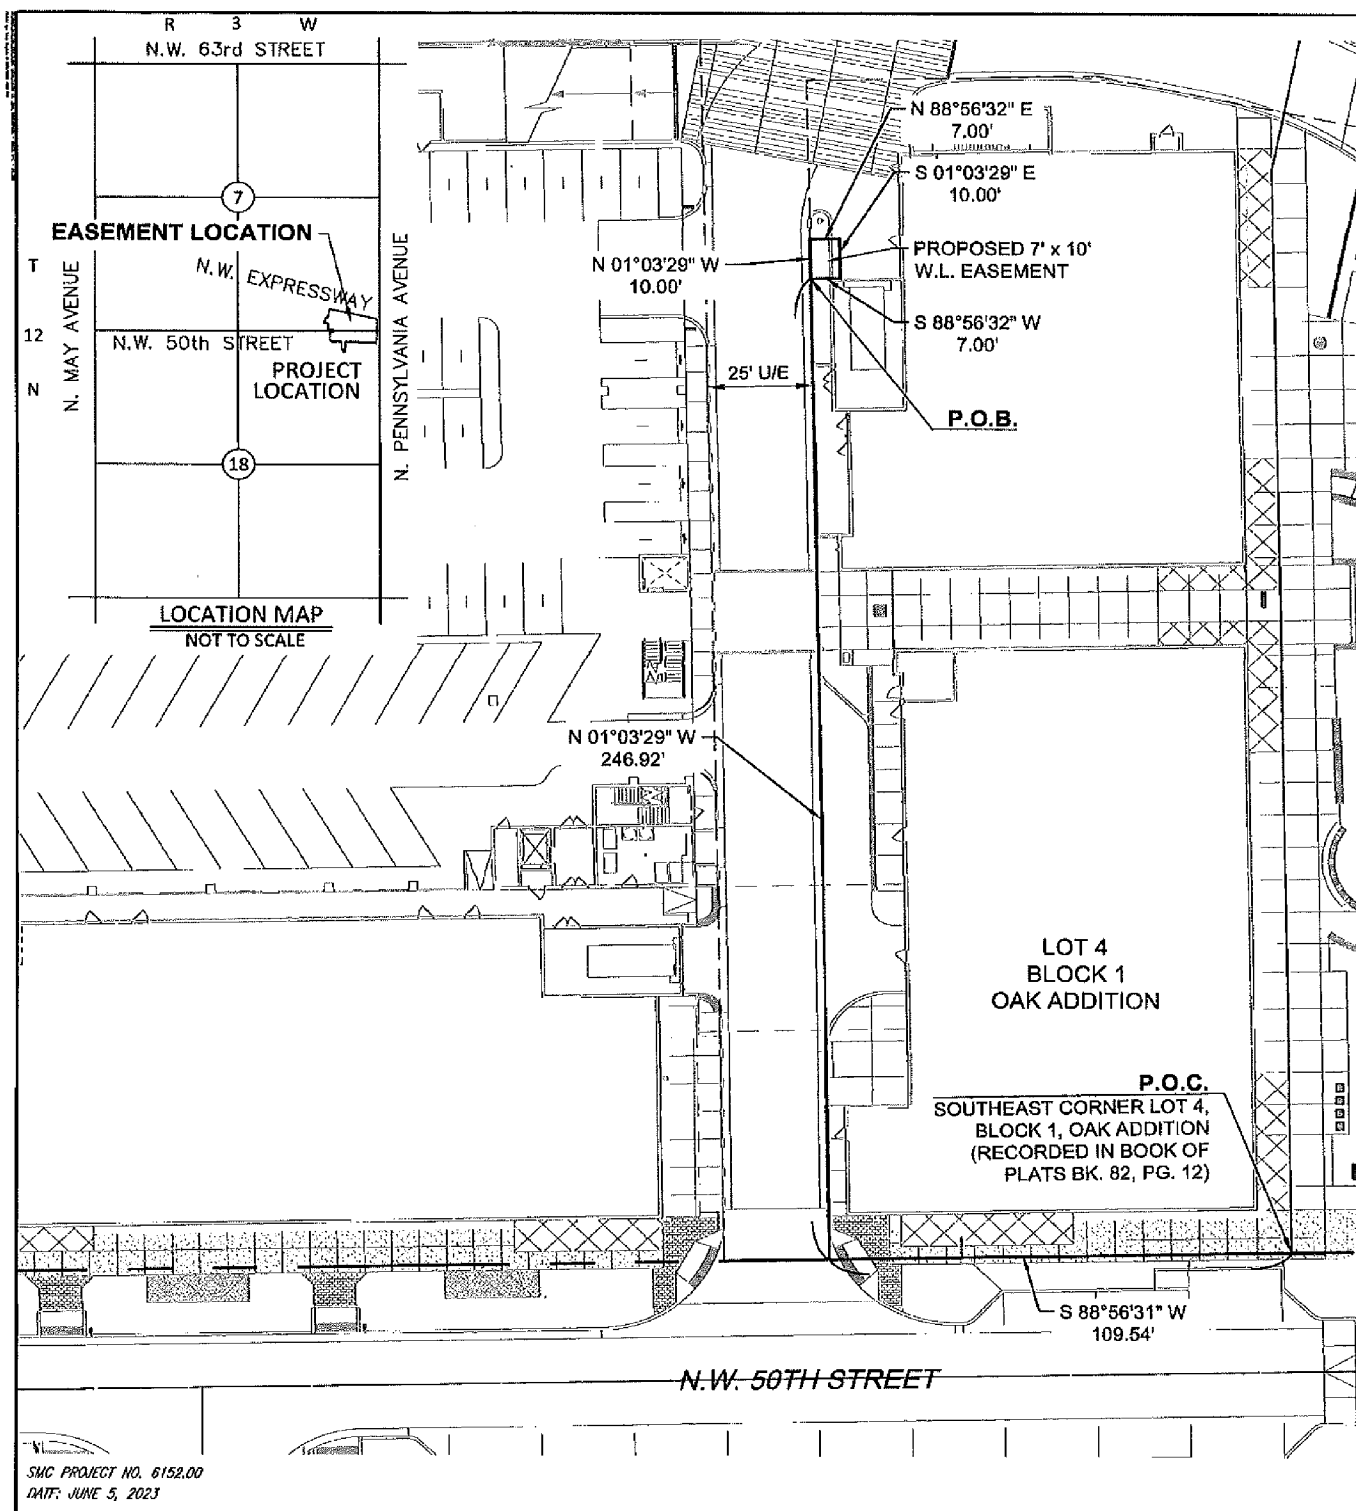 R 3 W
N.W. 63rd STREET
7
EASEMENT LOCATION
T
12
N
N. MAY AVENUE
N.W. EXPRESSWAY
N.W. 50th STREET
PROJECT
LOCATION
N. PENNSYLVANIA AVENUE
18
LOCATION MAP
NOT TO SCALE
N 88°56'32" E
7.00'
S 01°03'29" E
10.00'
N 01°03'29" W
10.00'
PROPOSED 7' x 10'
W.L. EASEMENT
S 88°56'32" W
7.00'
25' U/E
P.O.B.
N 01°03'29" W
246.92'
LOT 4
BLOCK 1
OAK ADDITION
P.O.C.
SOUTHEAST CORNER LOT 4,
BLOCK 1, OAK ADDITION
(RECORDED IN BOOK OF
PLATS BK. 82, PG. 12)
S 88°56'31" W
109.54'
N.W. 50TH STREET
SMC PROJECT NO. 6152.00
DATE: JUNE 5, 2023